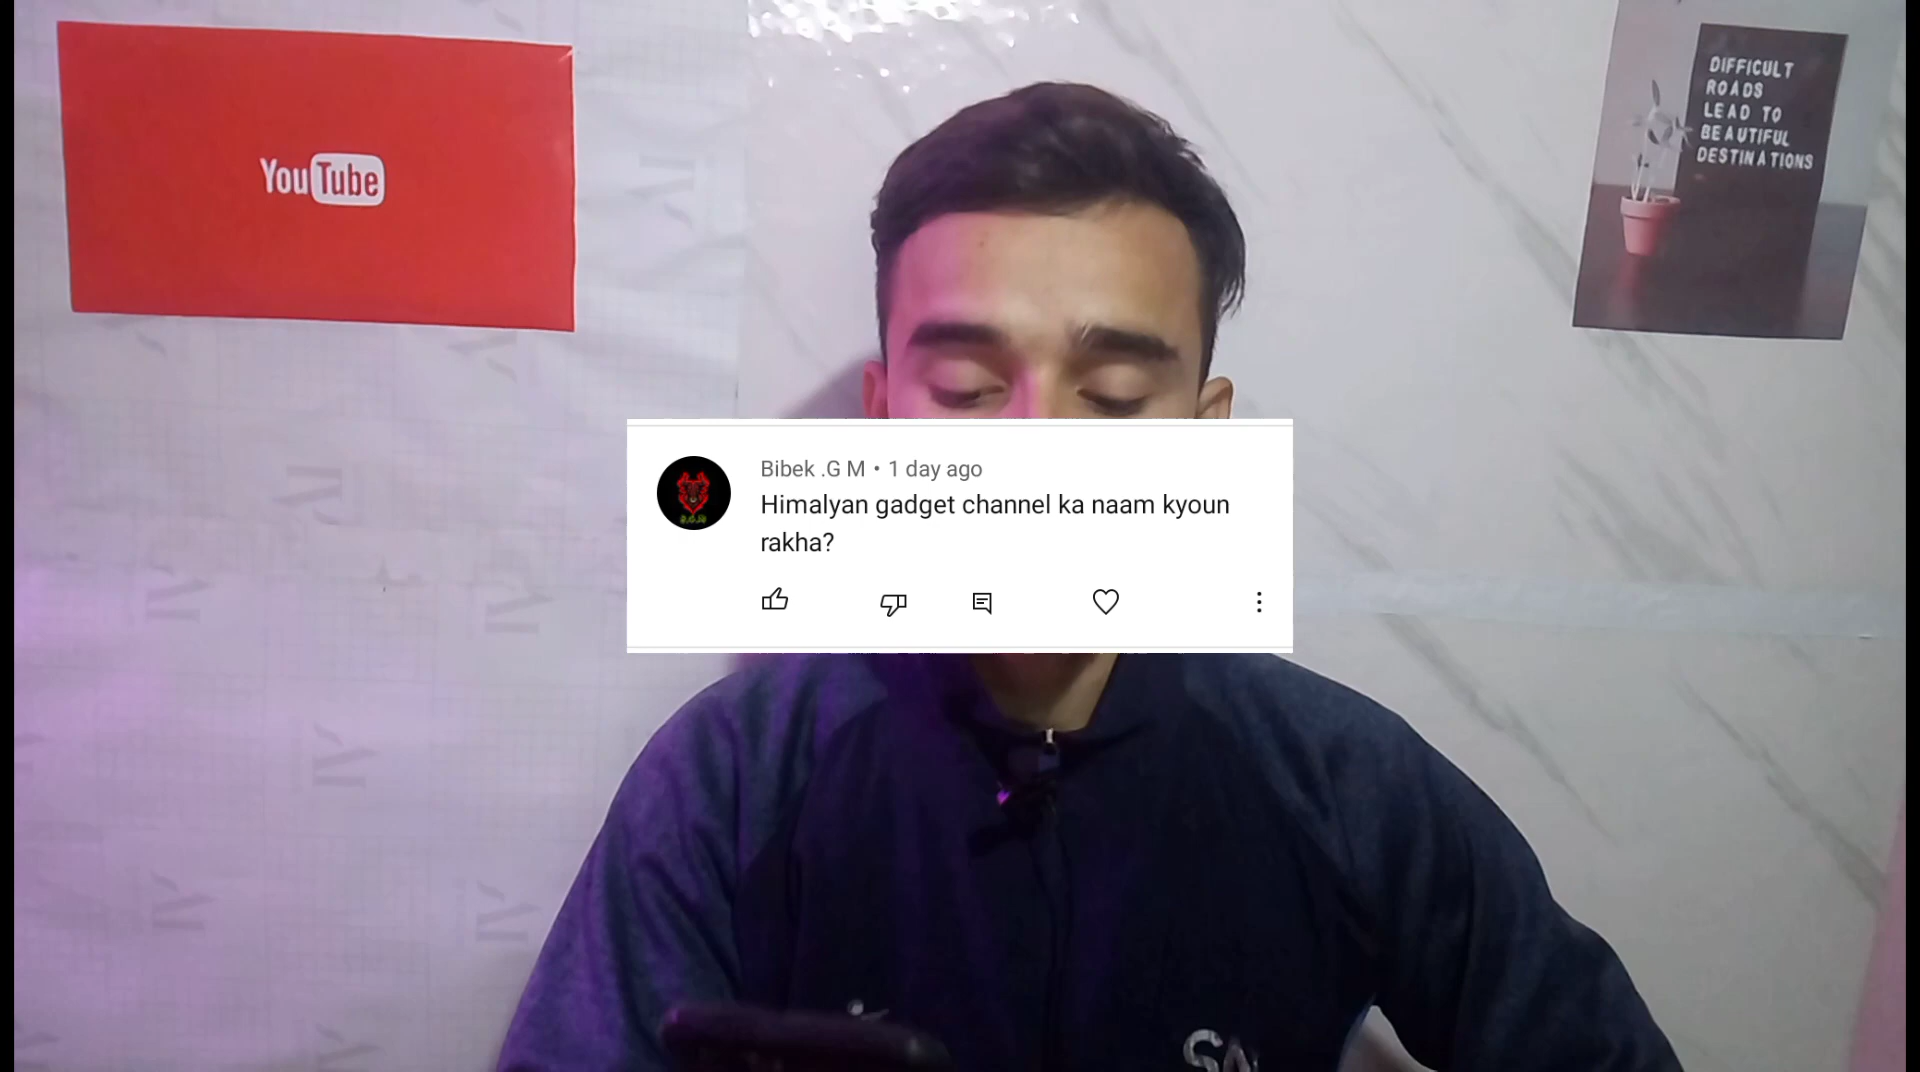 YouTube
DIFFICULT
ROADS
LEAD TO
BEAUTIFUL
DESTINATIONS
Bibek .G M • 1 day ago
Himalyan gadget channel ka naam kyoun
rakha?